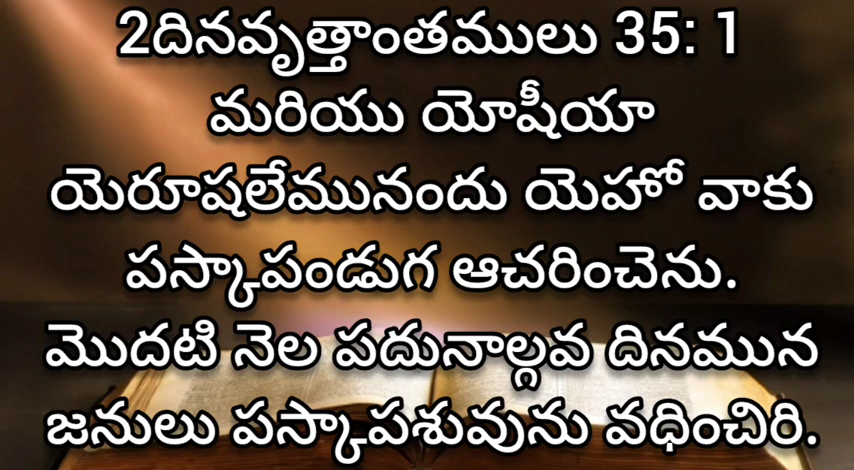 2దినవృత్తాంతములు 35: 1
మరియు యోషీయా
యెరూషలేమునందు యెహో వాకు
పస్కాపండుగ ఆచరించెను.
మొదటి నెల పదునాల్గవ దినమున
జనులు పస్కాపశువును వధించిరి.